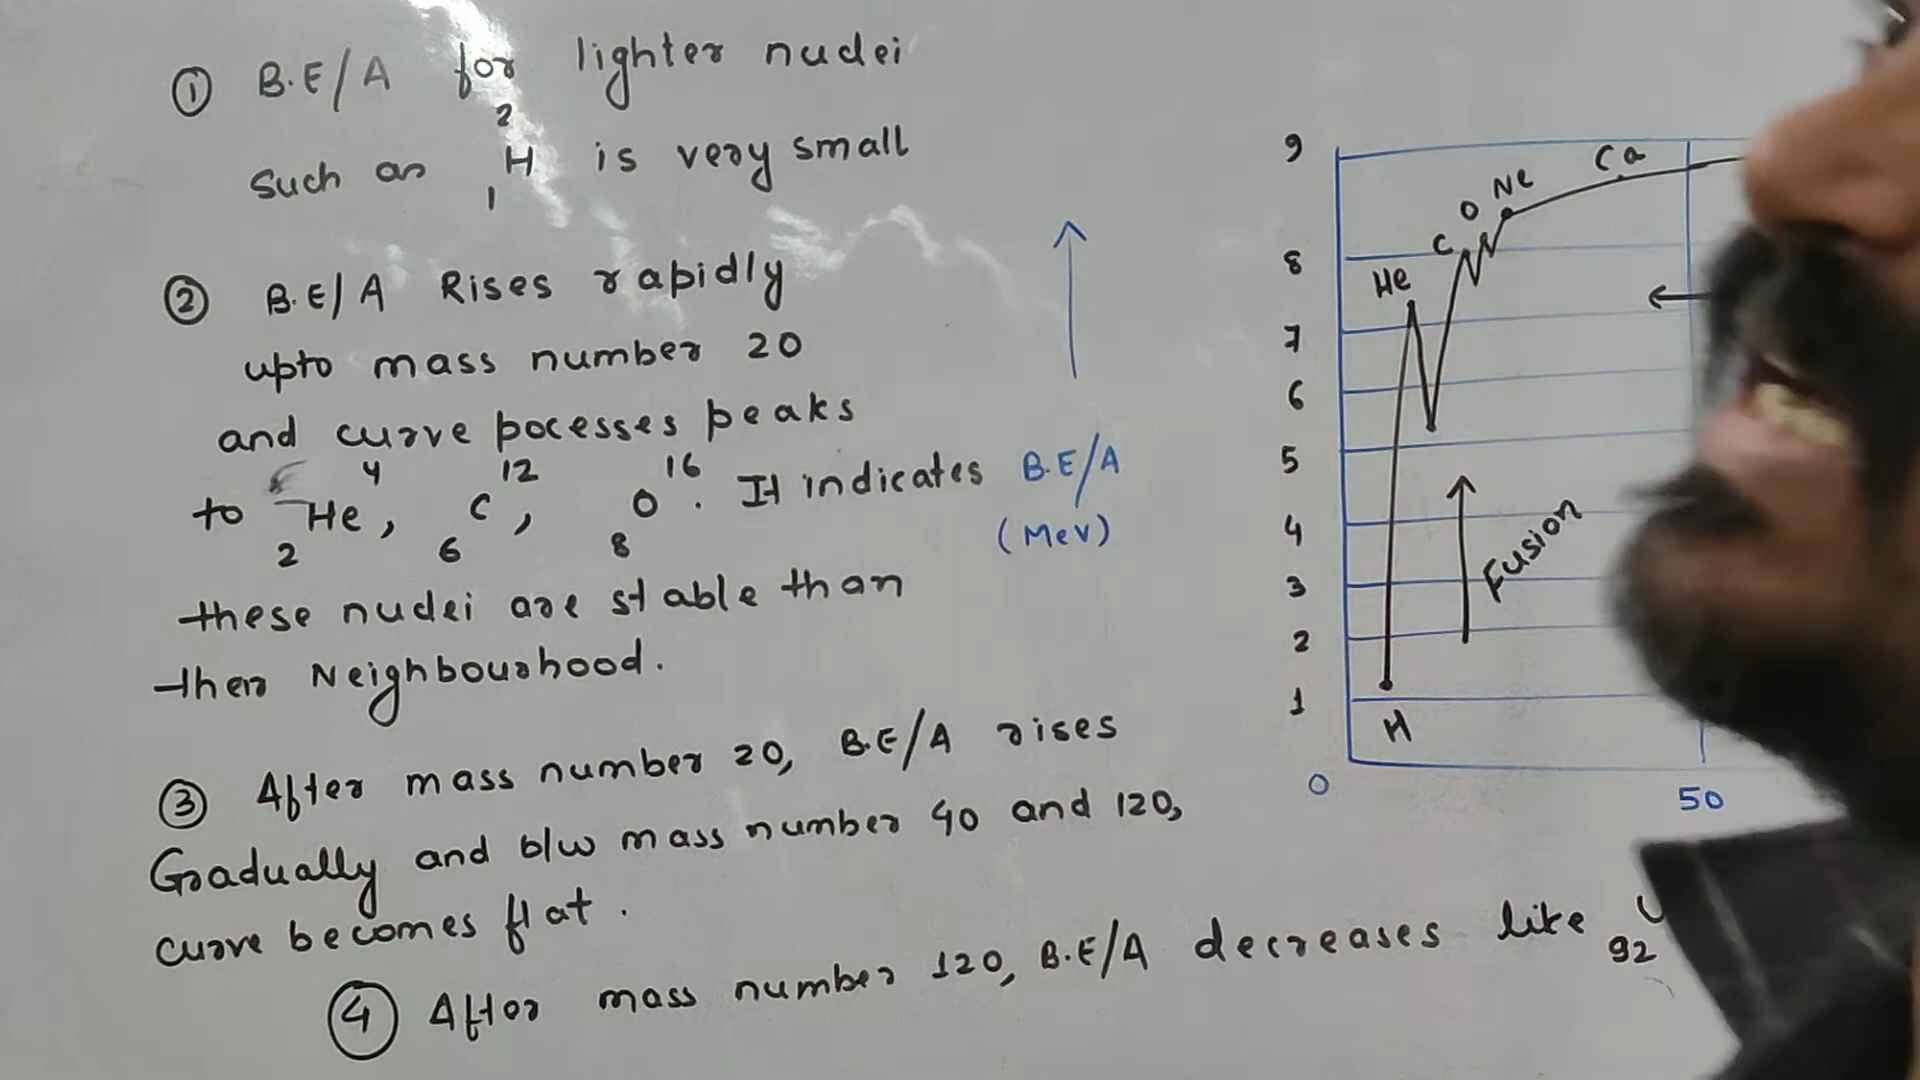 ① B.E/A for lighter nuclei
such as ²₁H is very small
② B.E/A Rises rapidly
upto mass number 20
and curve pocesses peaks
to ⁴₂He, ¹²₆C, ¹⁶₈O. It indicates
these nuclei are stable than
their Neighbourhood.
③ After mass number 20, B.E/A rises
Gradually and b/w mass number 40 and 120,
curve becomes flat.
④ After mass number 120, B.E/A decreases like ₉₂U
B.E/A
(MeV)
9
8
7
6
5
4
3
2
1
0
50
H
He
C
O
Ne
Ca
Fusion